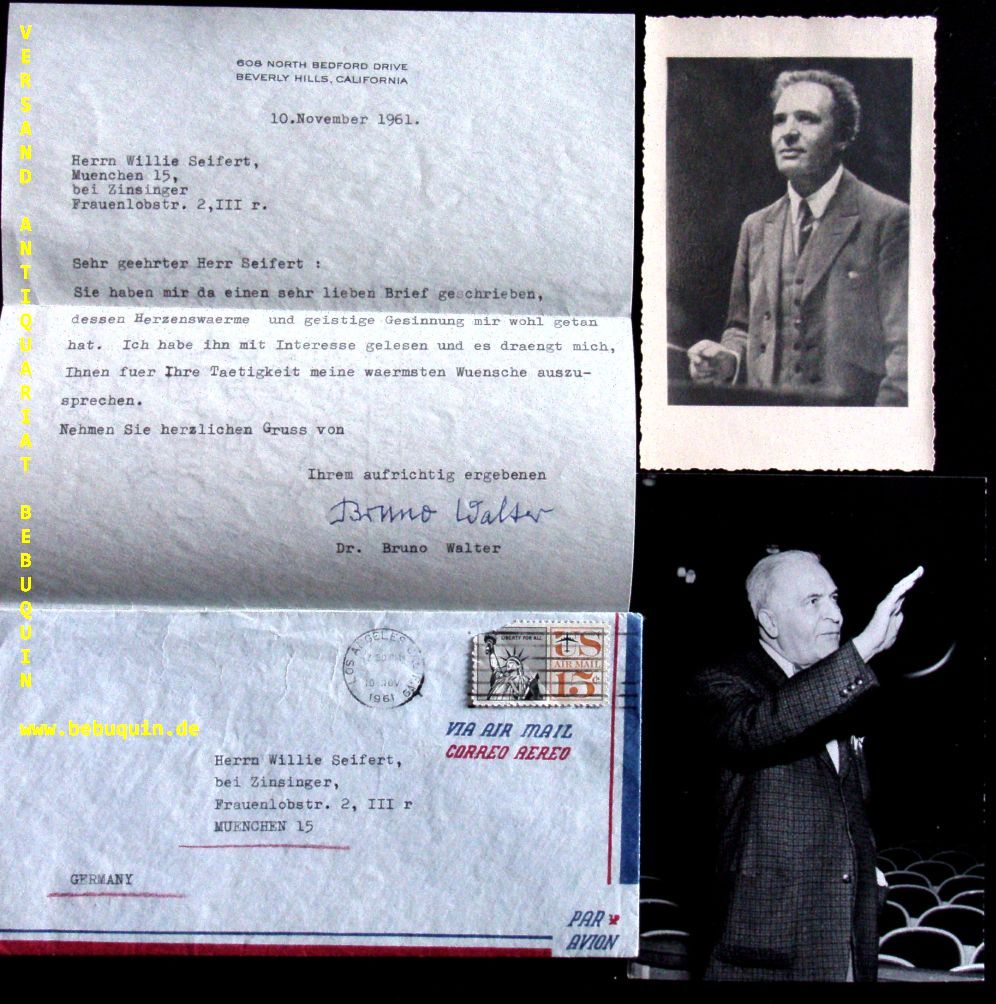 608 NORTH BEDFORD DRIVE
BEVERLY HILLS, CALIFORNIA
10.November 1961.
Herrn Willie Seifert,
Muenchen 15,
bei Zinsinger
Frauenlobstr. 2,III r.
Sehr geehrter Herr Seifert :
Sie haben mir da einen sehr lieben Brief geschrieben,
dessen Herzenswaerme und geistige Gesinnung mir wohl getan
hat. Ich habe ihn mit Interesse gelesen und es draengt mich,
Ihnen fuer Ihre Taetigkeit meine waermsten Wuensche auszu-
sprechen.
Nehmen Sie herzlichen Gruss von
Ihrem aufrichtig ergebenen
Bruno Walter
Dr. Bruno Walter
LOS ANGELES
10 NOV
1961
LIBERTY FOR ALL
US
AIR MAIL
15c
VIA AIR MAIL
CORREO AEREO
Herrn Willie Seifert,
bei Zinsinger,
Frauenlobstr. 2, III r
MUENCHEN 15
GERMANY
PAR
AVION
VERSAND ANTIQUARIAT BEBUQUIN
www.bebuquin.de